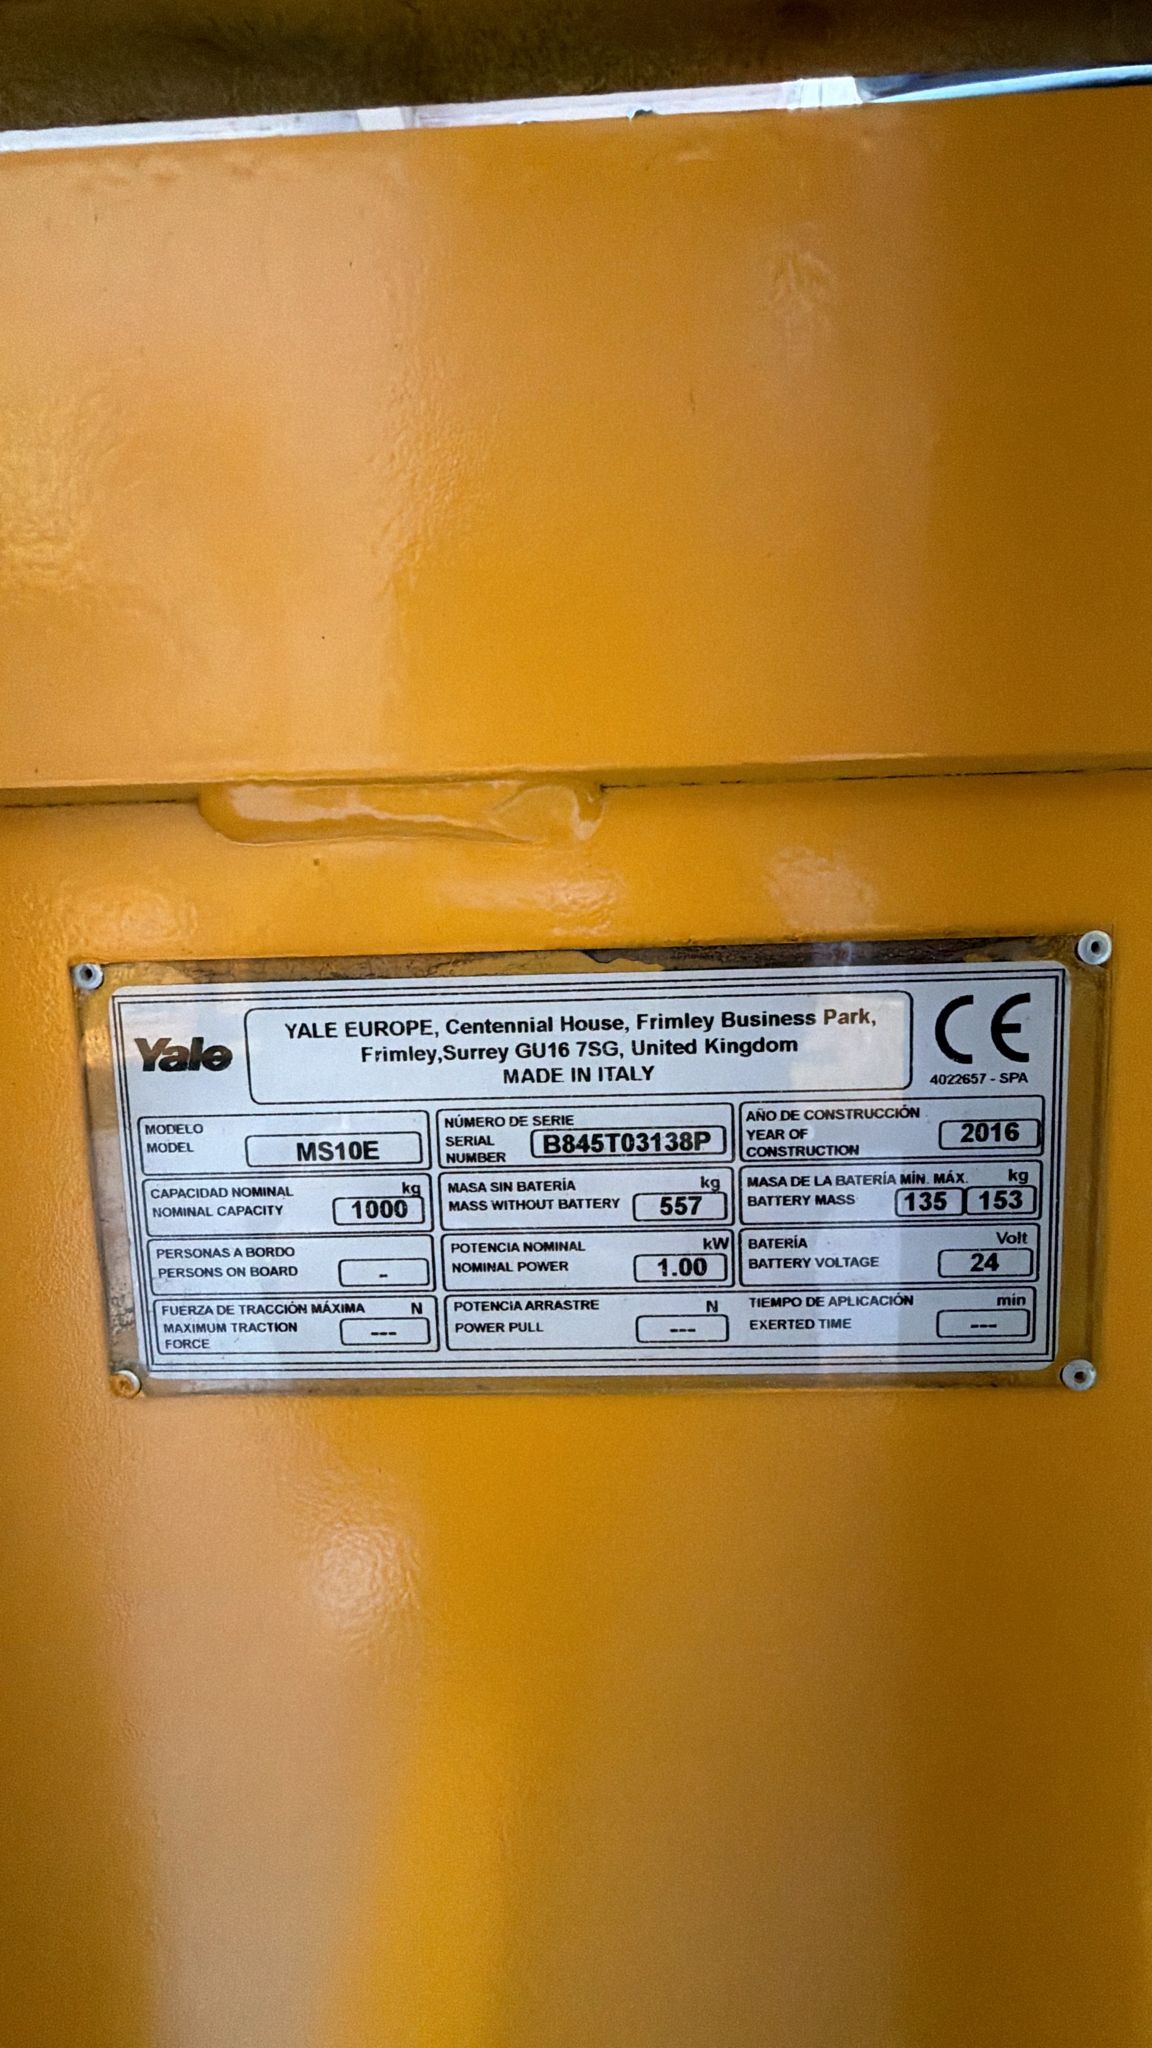 Yale
YALE EUROPE, Centennial House, Frimley Business Park,
Frimley,Surrey GU16 7SG, United Kingdom
MADE IN ITALY
CE
4022657 - SPA
MODELO
MODEL
MS10E
NÚMERO DE SERIE
SERIAL
NUMBER
B845T03138P
AÑO DE CONSTRUCCIÓN
YEAR OF
CONSTRUCTION
2016
CAPACIDAD NOMINAL kg
NOMINAL CAPACITY 1000
MASA SIN BATERÍA kg
MASS WITHOUT BATTERY 557
MASA DE LA BATERÍA MÍN. MÁX. kg
BATTERY MASS 135 153
PERSONAS A BORDO
PERSONS ON BOARD -
POTENCIA NOMINAL kW
NOMINAL POWER 1.00
BATERÍA Volt
BATTERY VOLTAGE 24
FUERZA DE TRACCIÓN MÁXIMA N
MAXIMUM TRACTION
FORCE ---
POTENCIA ARRASTRE N
POWER PULL ---
TIEMPO DE APLICACIÓN min
EXERTED TIME ---